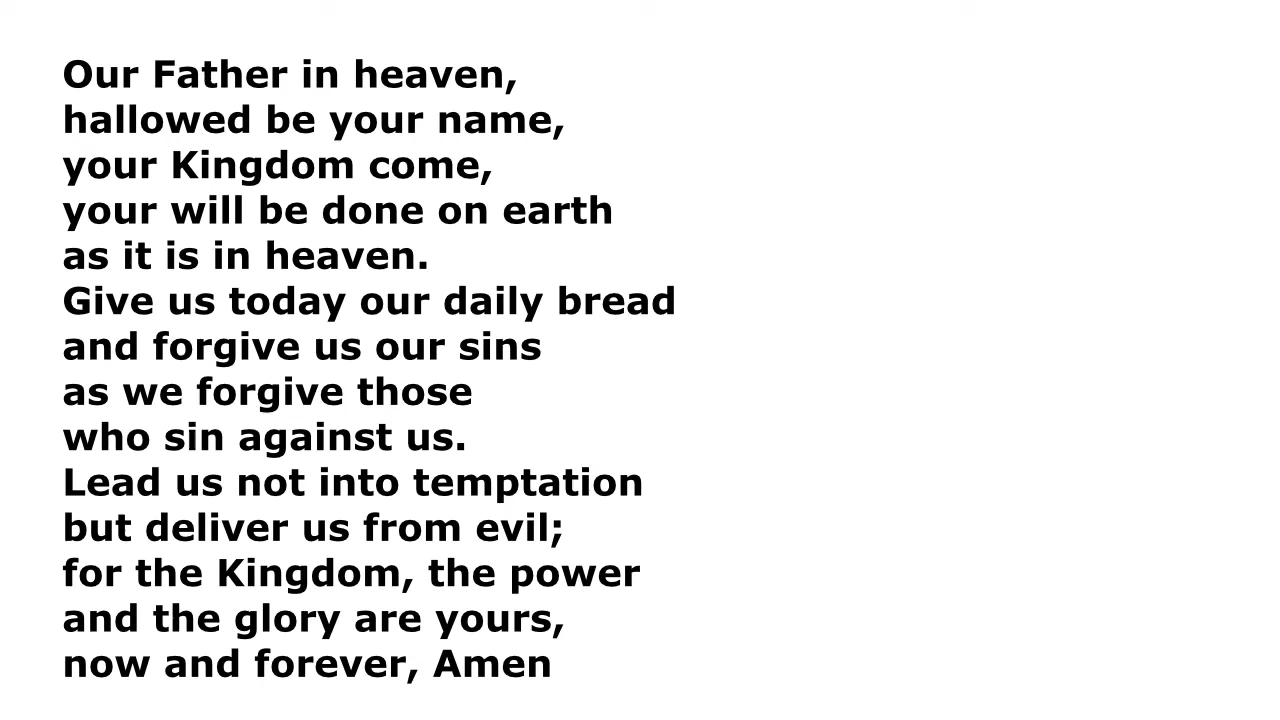 Our Father in heaven,
hallowed be your name,
your Kingdom come,
your will be done on earth
as it is in heaven.
Give us today our daily bread
and forgive us our sins
as we forgive those
who sin against us.
Lead us not into temptation
but deliver us from evil;
for the Kingdom, the power
and the glory are yours,
now and forever, Amen